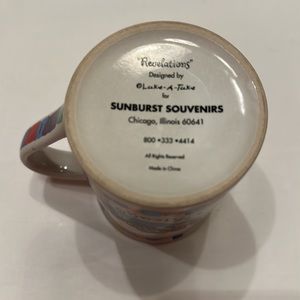 "Revelations"
Designed by
©Luke-A-Tuke
for
SUNBURST SOUVENIRS
Chicago, Illinois 60641
800 •333 •4414
All Rights Reserved
Made in China